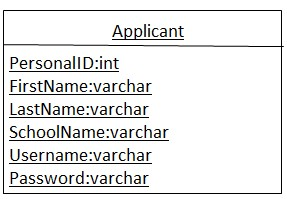 Applicant
PersonalID:int
FirstName:varchar
LastName:varchar
SchoolName:varchar
Username:varchar
Password:varchar